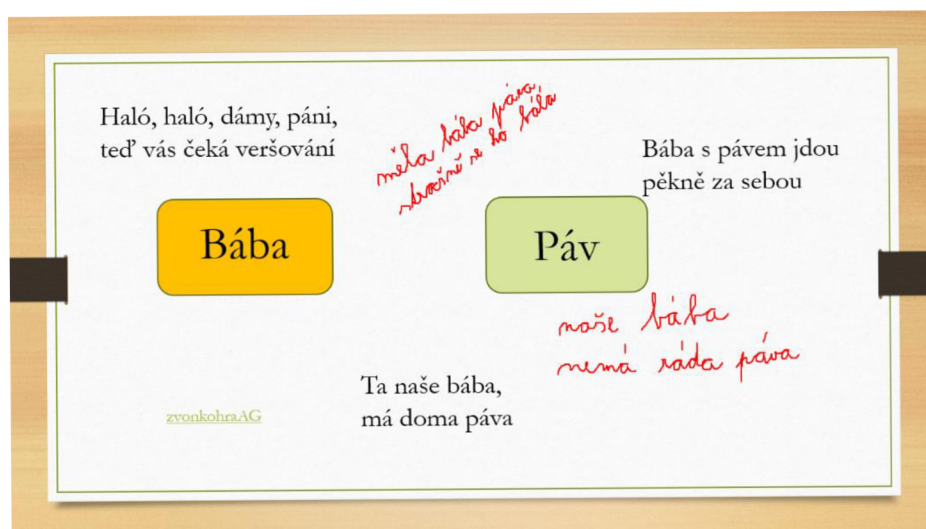 Haló, haló, dámy, páni,
teď vás čeká veršování
měla bába páva
strašně se ho bála
Bába s pávem jdou
pěkně za sebou
Bába
Páv
naše bába
nemá ráda páva
Ta naše bába,
má doma páva
zvonkohraAG